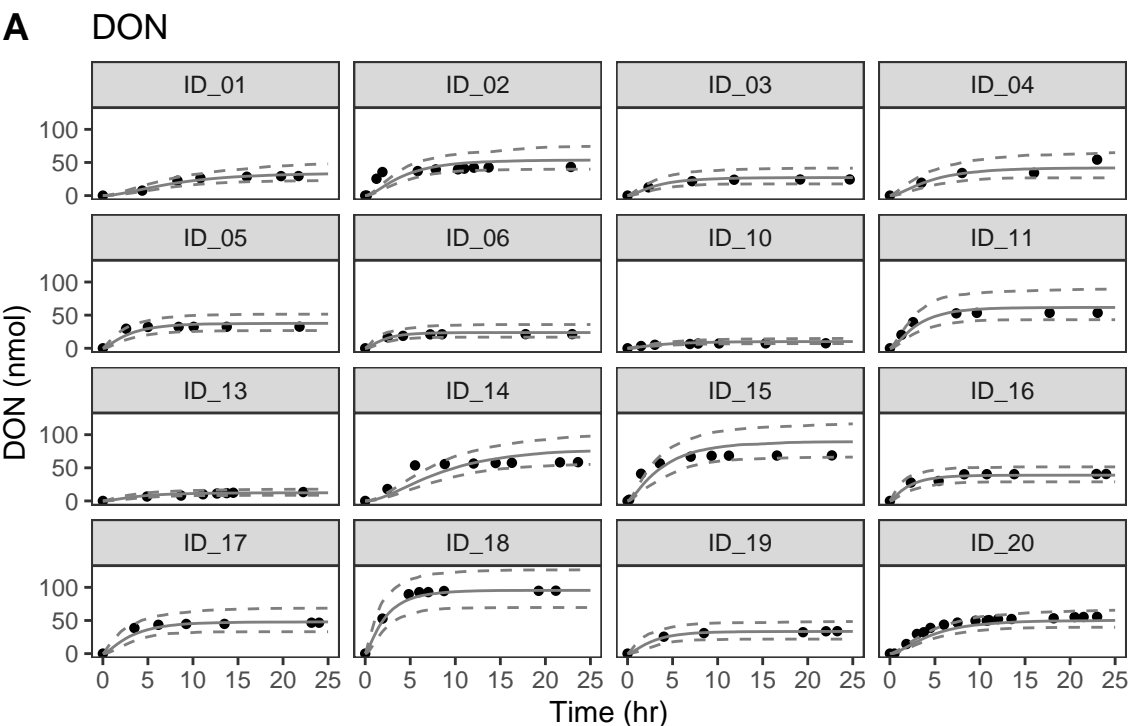 A DON
ID_01 ID_02 ID_03 ID_04
100
50
0
ID_05 ID_06 ID_10 ID_11
100
50
0
ID_13 ID_14 ID_15 ID_16
100
50
0
ID_17 ID_18 ID_19 ID_20
100
50
0
0 5 10 15 20 25 0 5 10 15 20 25 0 5 10 15 20 25 0 5 10 15 20 25
Time (hr)
DON (nmol)